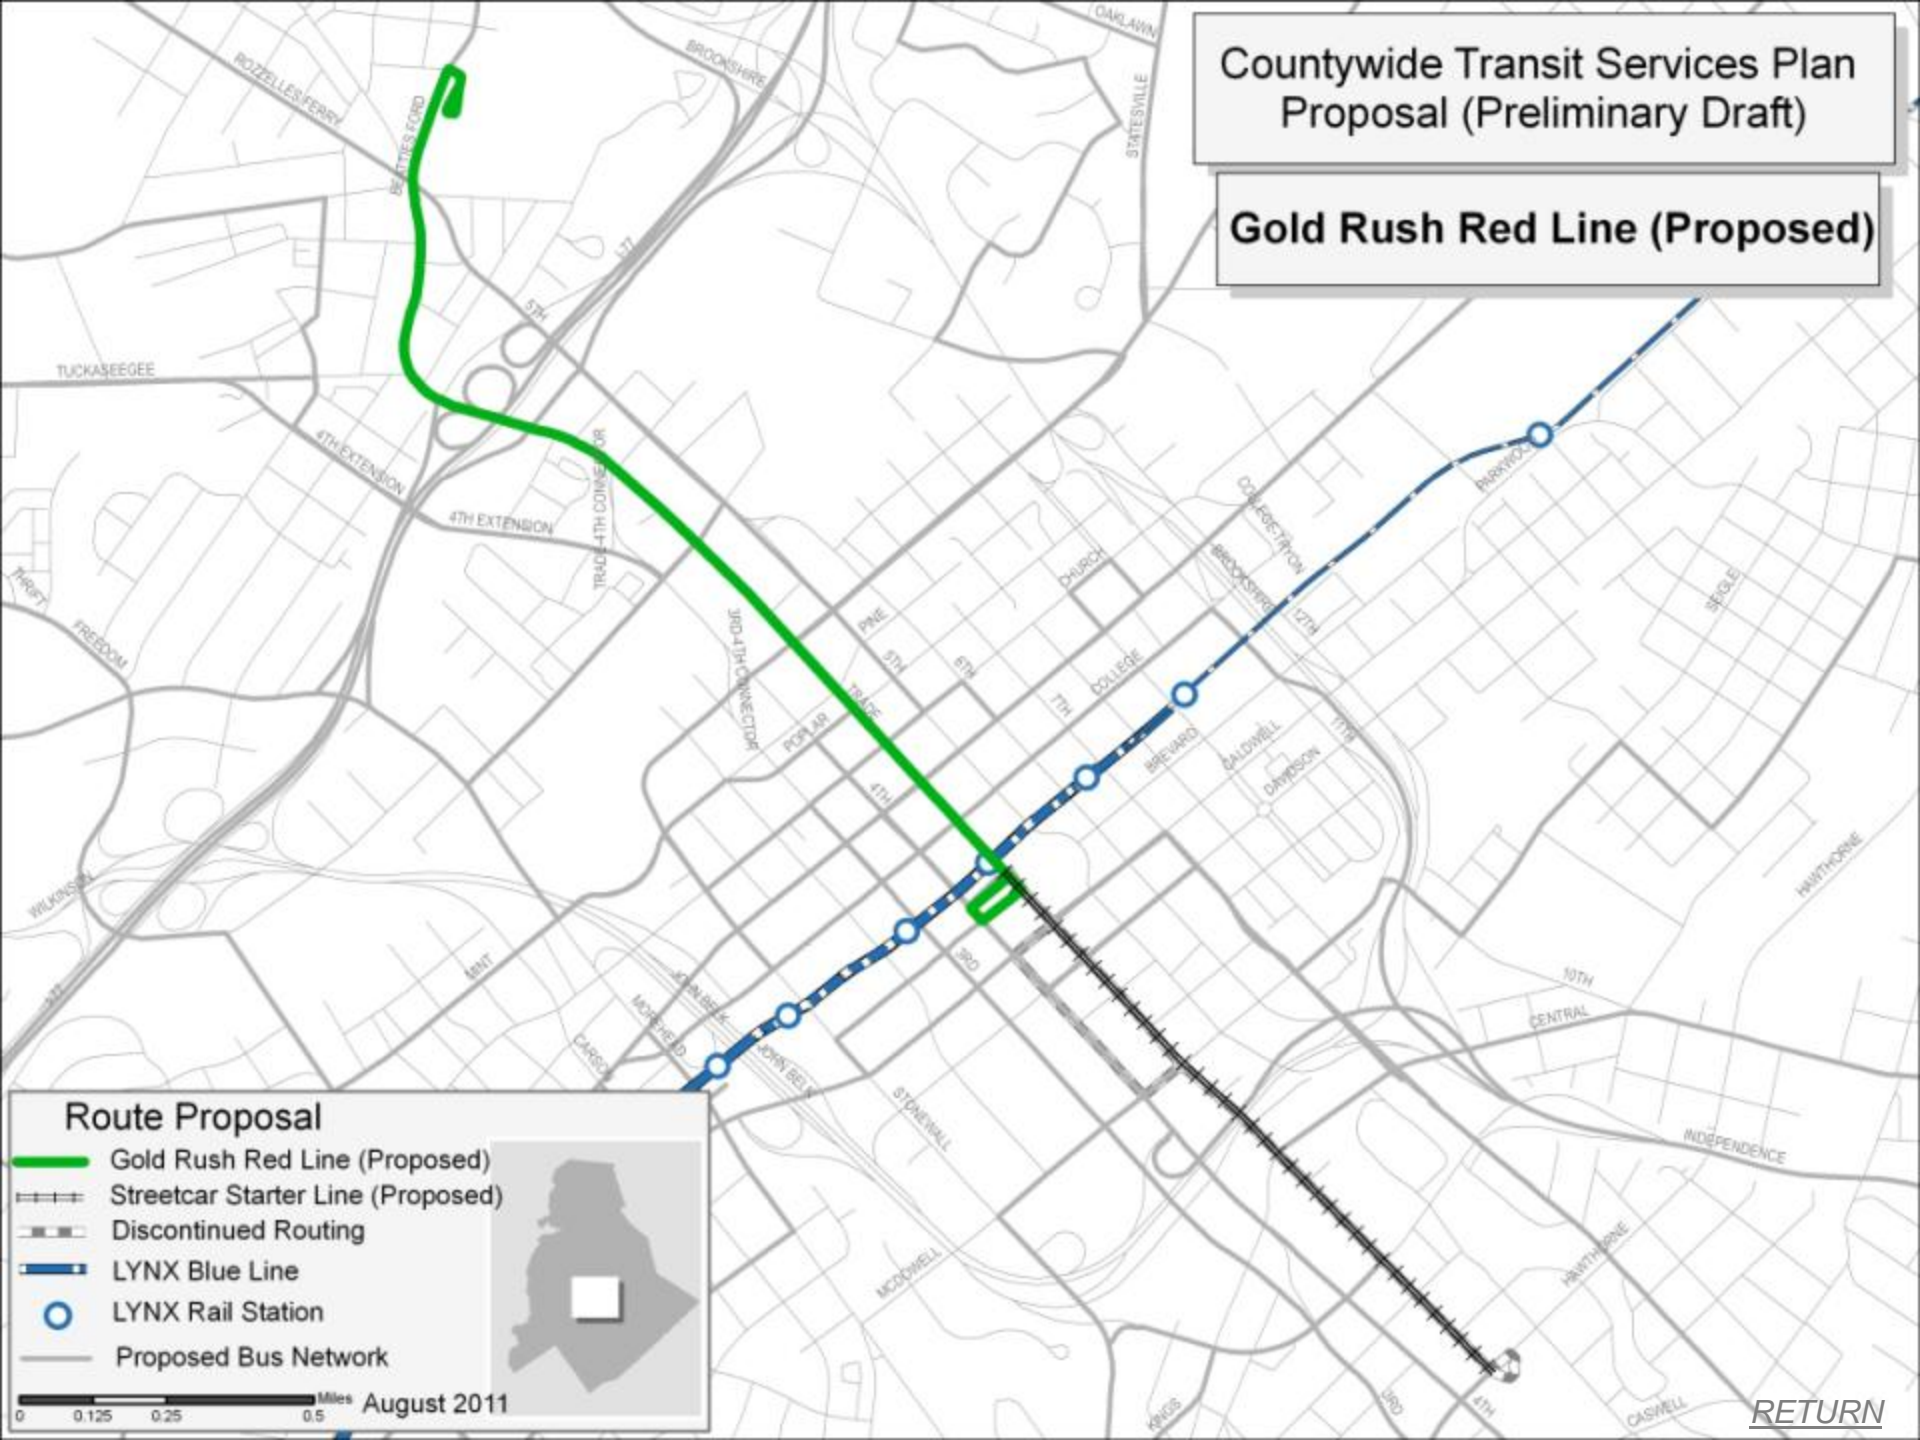 Countywide Transit Services Plan
Proposal (Preliminary Draft)
Gold Rush Red Line (Proposed)
OAKLAWN
BROOKSHIRE
ROZZELLES FERRY
STATESVILLE
BEATTIES FORD
I-77
5TH
TUCKASEEGEE
4TH EXTENSION
4TH EXTENSION
TRADE-4TH CONNECTOR
PARKWOOD
COLLEGE-TRYON
BROOKSHIRE
12TH
CHURCH
SEIGLE
THRIFT
FREEDOM
PINE
3RD-4TH CONNECTOR
5TH
6TH
COLLEGE
7TH
TRADE
POPLAR
11TH
BREVARD
CALDWELL
DAVIDSON
4TH
HAWTHORNE
WILKINSON
3RD
MINT
I-77
JOHN BELK
MOREHEAD
CARSON
JOHN BELK
10TH
CENTRAL
STONEWALL
INDEPENDENCE
MCDOWELL
HAWTHORNE
KINGS
3RD
4TH
CASWELL
Route Proposal
Gold Rush Red Line (Proposed)
Streetcar Starter Line (Proposed)
Discontinued Routing
LYNX Blue Line
LYNX Rail Station
Proposed Bus Network
Miles
0 0.125 0.25 0.5
August 2011
RETURN